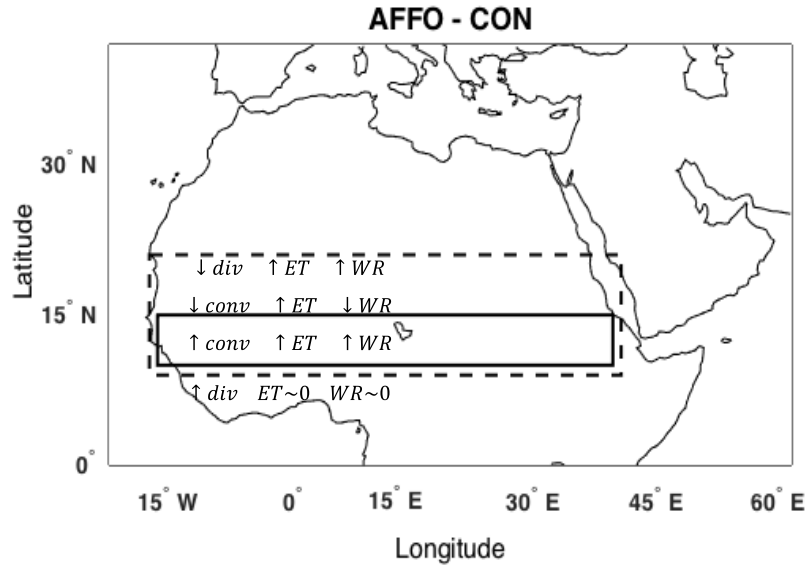 AFFO - CON
30° N
↓ div ↑ ET ↑ WR
↓ conv ↑ ET ↓ WR
15° N
↑ conv ↑ ET ↑ WR
↑ div ET~0 WR~0
0°
15° W 0° 15° E 30° E 45° E 60° E
Latitude
Longitude